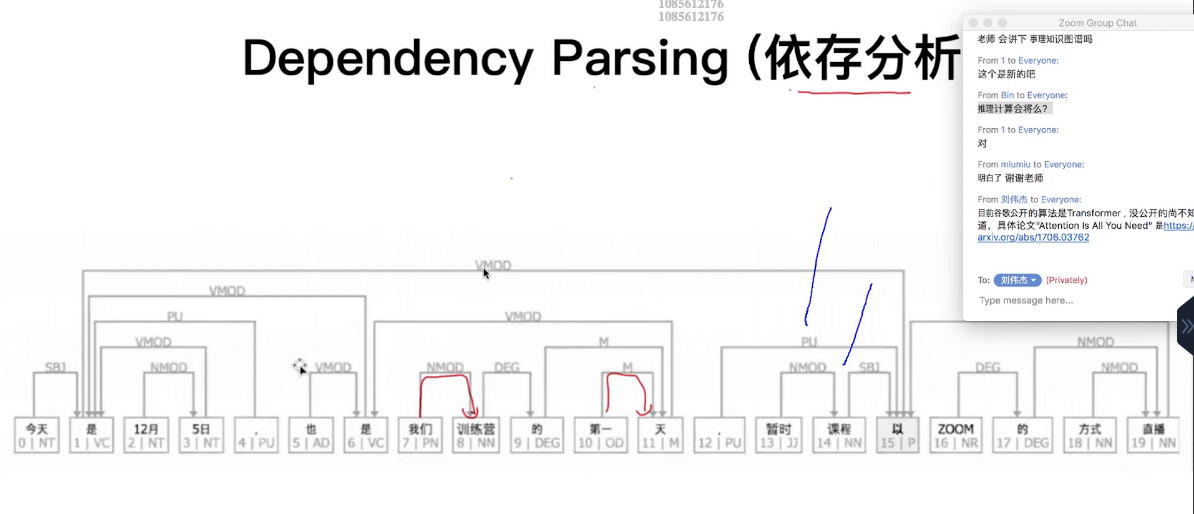 1085612176
1085612176
Dependency Parsing (依存分析
Zoom Group Chat
老师 会讲下 事理知识图谱吗
From 1 to Everyone:
这个是新的吧
From Bin to Everyone:
推理计算会将么?
From 1 to Everyone:
对
From miumiu to Everyone:
明白了 谢谢老师
From 刘伟杰 to Everyone:
目前谷歌公开的算法是Transformer，没公开的尚不知
道，具体论文“Attention Is All You Need” 是https://
arxiv.org/abs/1706.03762
To: 刘伟杰 (Privately)
Type message here...
VMOD
VMOD
PU VMOD
VMOD M PU NMOD
SBJ NMOD VMOD NMOD DEG M NMOD SBJ DEG NMOD
今天 是 12月 5日 , 也 是 我们 训练营 的 第一 天 , 暂时 课程 以 ZOOM 的 方式 直播
0 | NT 1 | VC 2 | NT 3 | NT 4 | PU 5 | AD 6 | VC 7 | PN 8 | NN 9 | DEG 10 | OD 11 | M 12 | PU 13 | JJ 14 | NN 15 | P 16 | NR 17 | DEG 18 | NN 19 | NN